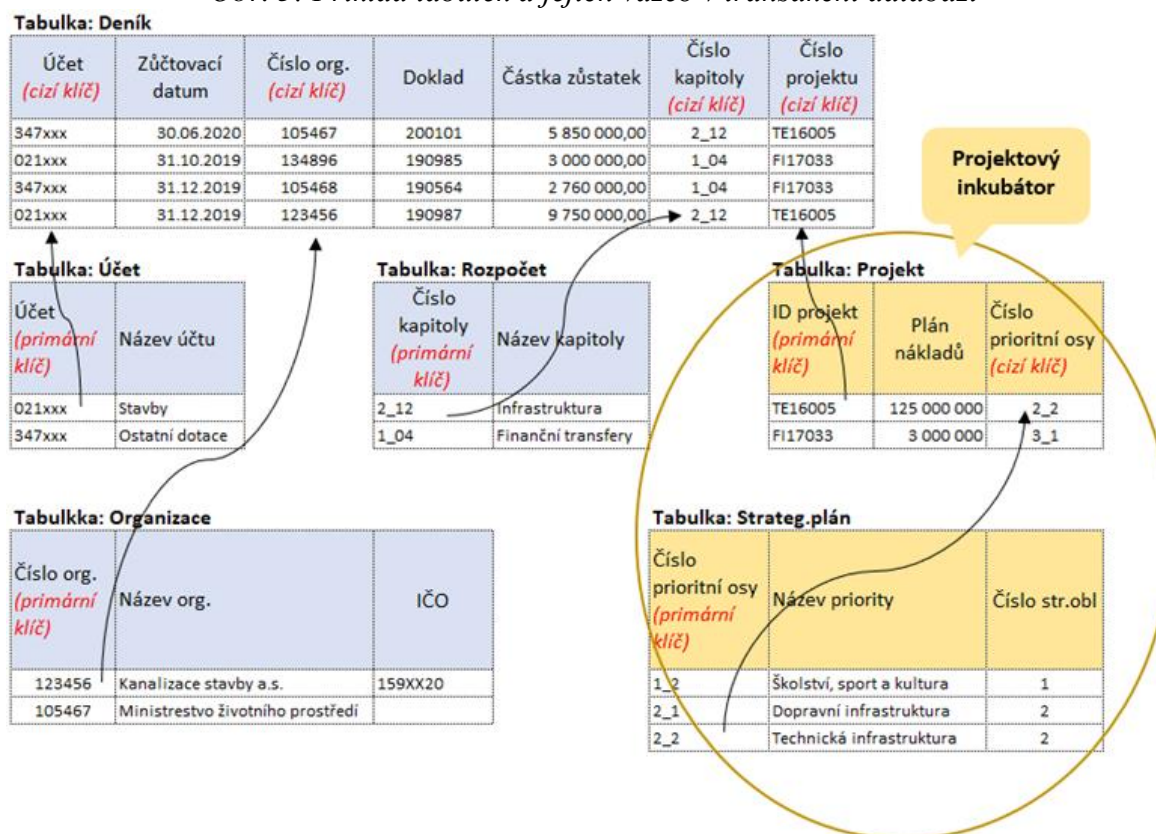 Tabulka: Deník
Účet (cizí klíč) Zůčtovací datum Číslo org. (cizí klíč) Doklad Částka zůstatek Číslo kapitoly (cizí klíč) Číslo projektu (cizí klíč)
347xxx 30.06.2020 105467 200101 5 850 000,00 2_12 TE16005
021xxx 31.10.2019 134896 190985 3 000 000,00 1_04 FI17033
347xxx 31.12.2019 105468 190564 2 760 000,00 1_04 FI17033
021xxx 31.12.2019 123456 190987 9 750 000,00 2_12 TE16005
Projektový
inkubátor
Tabulka: Účet
Účet (primární klíč) Název účtu
021xxx Stavby
347xxx Ostatní dotace
Tabulka: Rozpočet
Číslo kapitoly (primární klíč) Název kapitoly
2_12 Infrastruktura
1_04 Finanční transfery
Tabulka: Projekt
ID projekt (primární klíč) Plán nákladů Číslo prioritní osy (cizí klíč)
TE16005 125 000 000 2_2
FI17033 3 000 000 3_1
Tabulkka: Organizace
Číslo org. (primární klíč) Název org. IČO
123456 Kanalizace stavby a.s. 159XX20
105467 Ministrestvo životního prostředí
Tabulka: Strateg.plán
Číslo prioritní osy (primární klíč) Název priority Číslo str.obl
1_2 Školství, sport a kultura 1
2_1 Dopravní infrastruktura 2
2_2 Technická infrastruktura 2